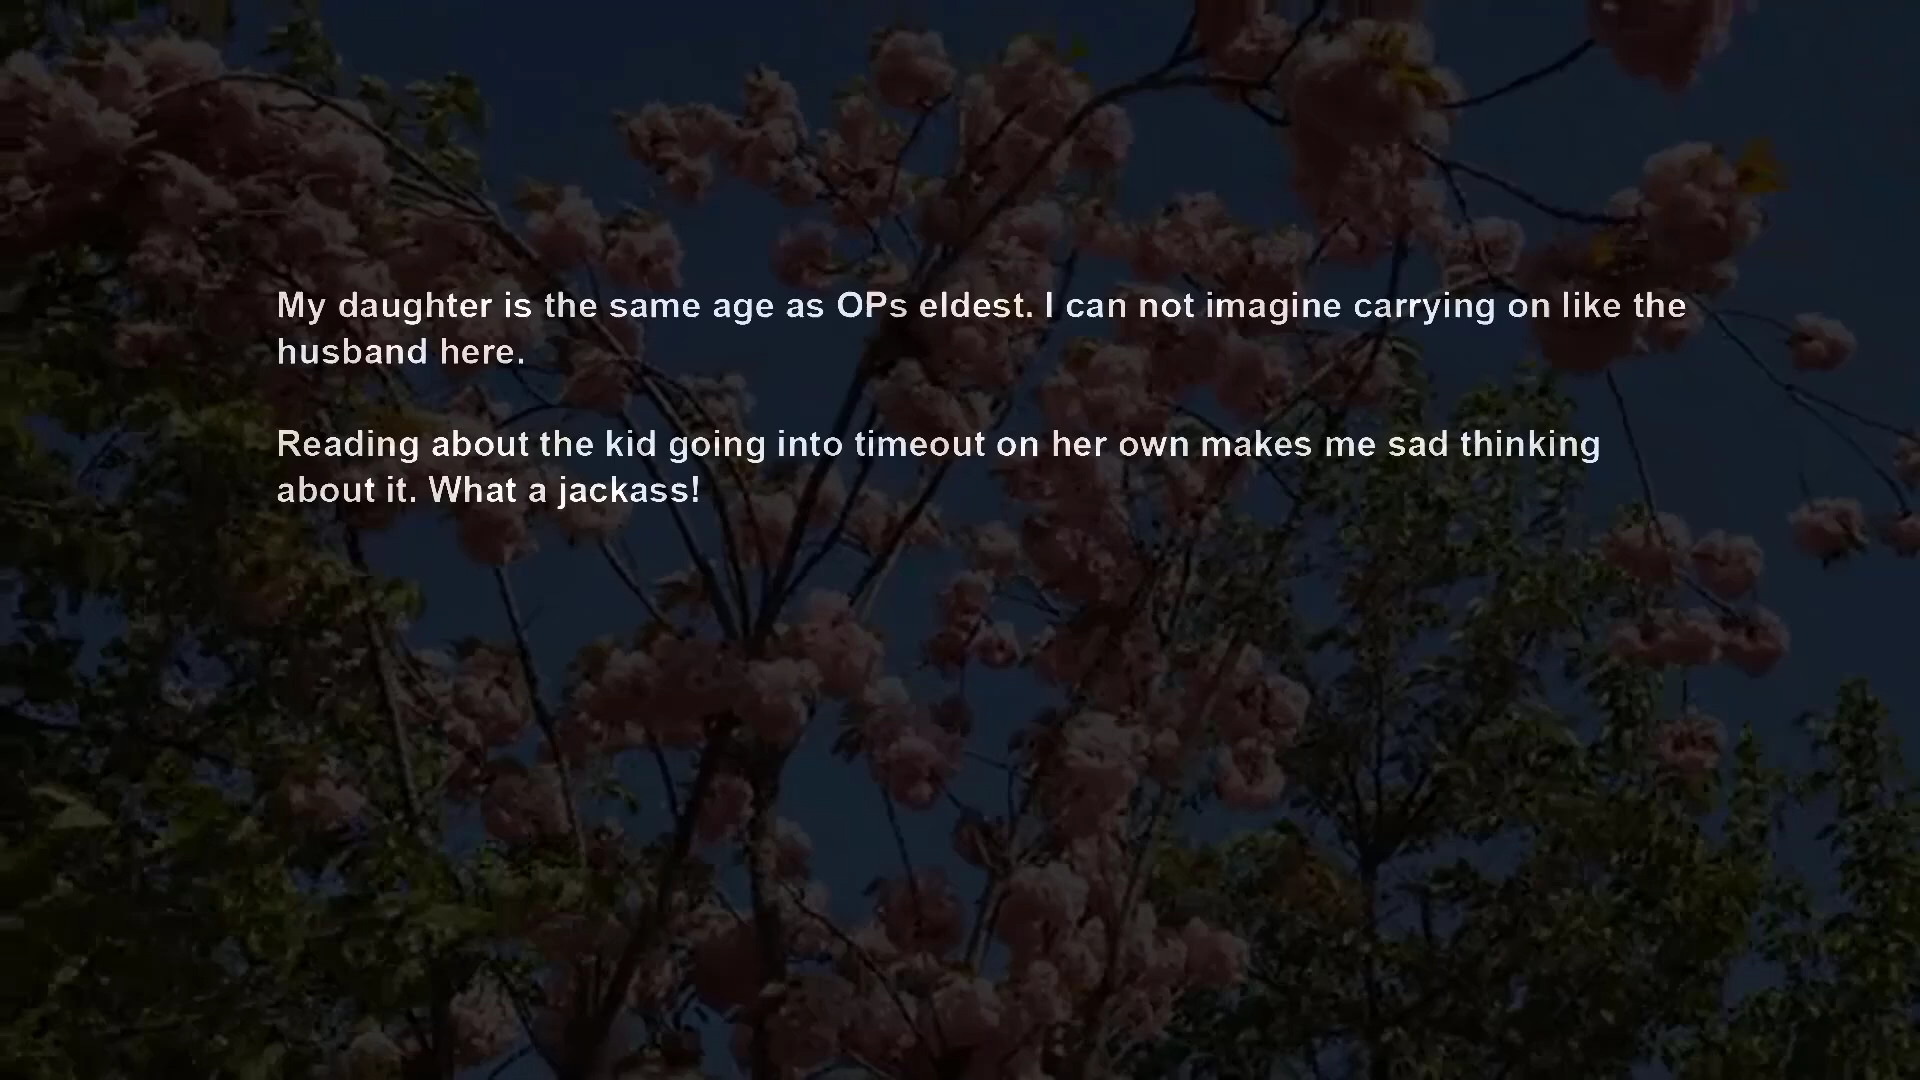 My daughter is the same age as OPs eldest. I can not imagine carrying on like the
husband here.
Reading about the kid going into timeout on her own makes me sad thinking
about it. What a jackass!